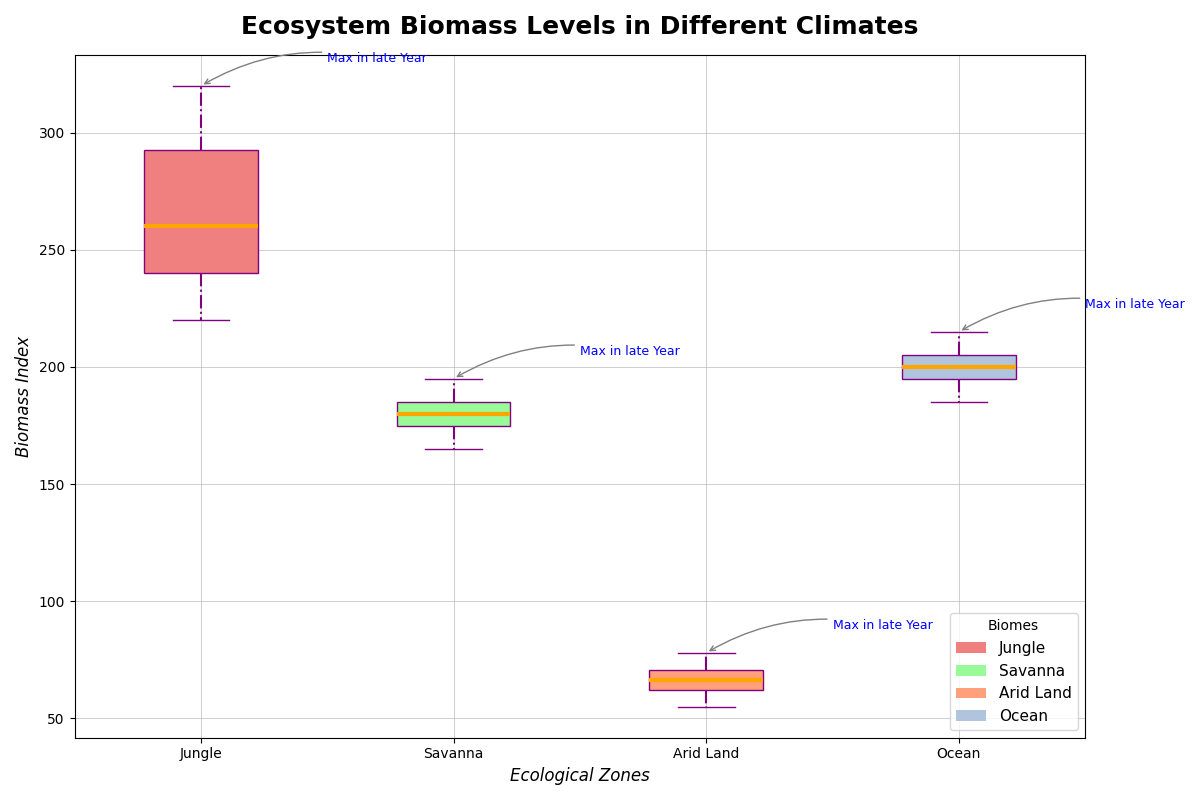 Ecosystem Biomass Levels in Different Climates
Max in late Year
300
250
Max in late Year
Biomass Index
Max in late Year
200
150
100
Max in late Year
50
Biomes
Jungle
Savanna
Arid Land
Ocean
Jungle
Savanna
Arid Land
Ocean
Ecological Zones